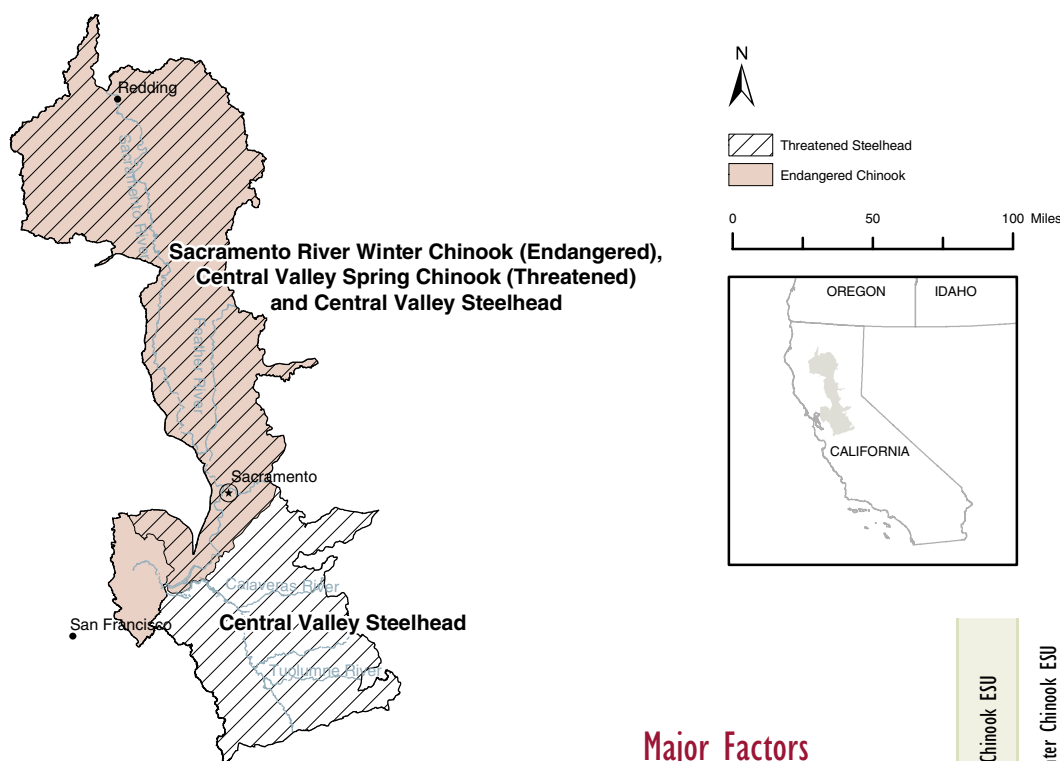 Redding
Sacramento River
Sacramento River Winter Chinook (Endangered),
Central Valley Spring Chinook (Threatened)
and Central Valley Steelhead
Feather River
Sacramento
Calaveras River
San Francisco
Central Valley Steelhead
Tuolumne River
N
Threatened Steelhead
Endangered Chinook
0 50 100 Miles
OREGON IDAHO
CALIFORNIA
Major Factors
Chinook ESU
Chinook ESU